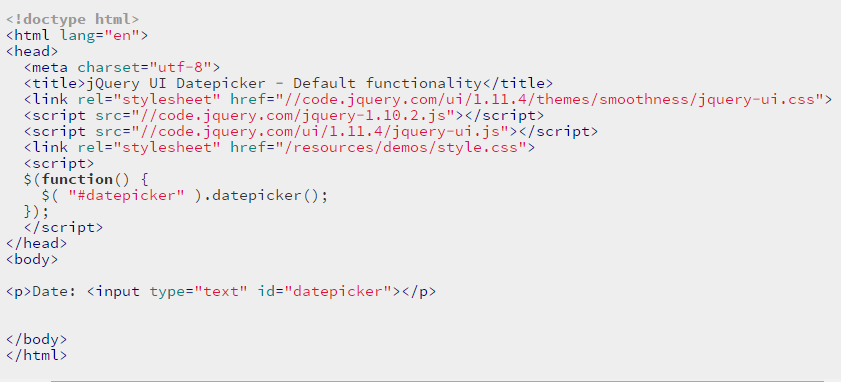 <!doctype html>
<html lang="en">
<head>
  <meta charset="utf-8">
  <title>jQuery UI Datepicker - Default functionality</title>
  <link rel="stylesheet" href="//code.jquery.com/ui/1.11.4/themes/smoothness/jquery-ui.css">
  <script src="//code.jquery.com/jquery-1.10.2.js"></script>
  <script src="//code.jquery.com/ui/1.11.4/jquery-ui.js"></script>
  <link rel="stylesheet" href="/resources/demos/style.css">
  <script>
  $(function() {
    $( "#datepicker" ).datepicker();
  });
  </script>
</head>
<body>

<p>Date: <input type="text" id="datepicker"></p>


</body>
</html>